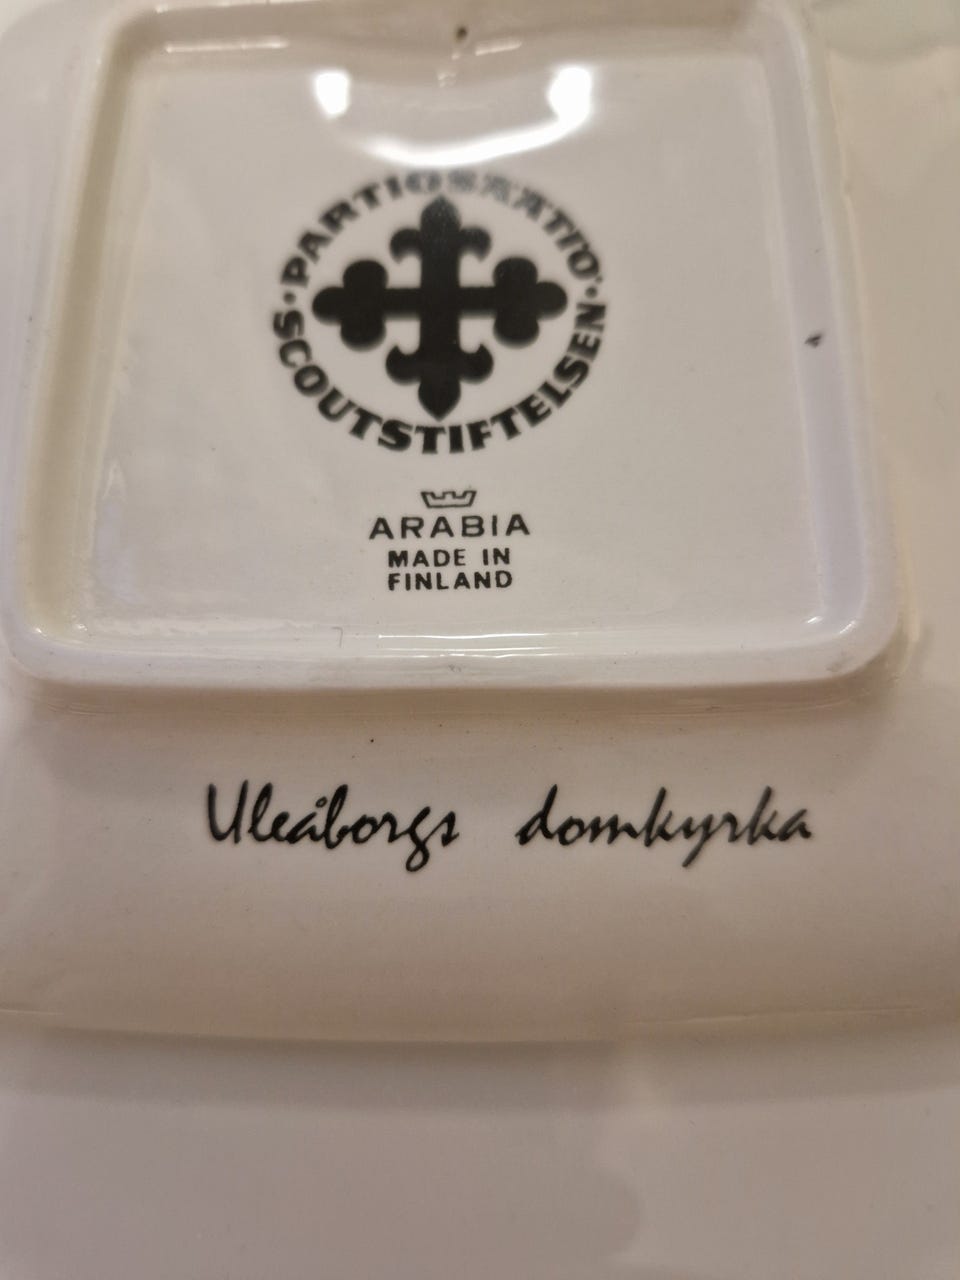 PARTIOSÄÄTIÖ
SCOUTSTIFTELSEN
ARABIA
MADE IN
FINLAND
Uleåborgs domkyrka